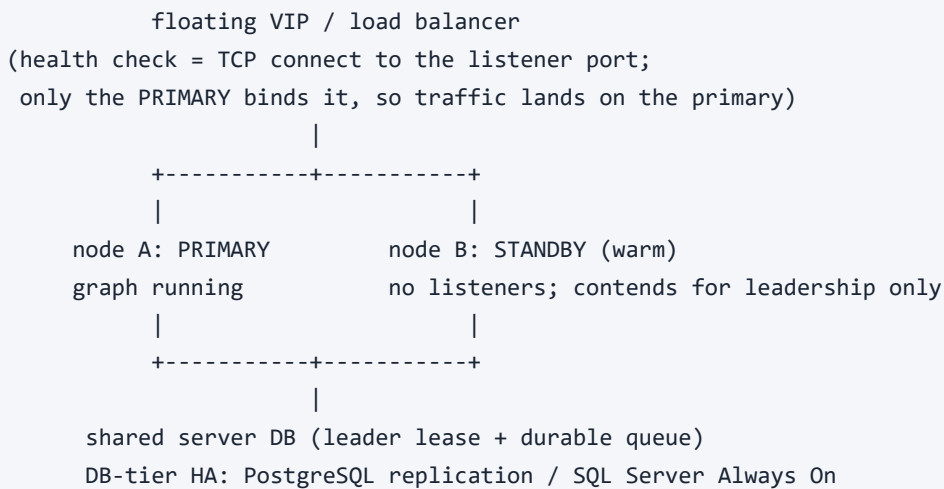 floating VIP / load balancer
(health check = TCP connect to the listener port;
only the PRIMARY binds it, so traffic lands on the primary)
|
+-----------+-----------+
| |
node A: PRIMARY node B: STANDBY (warm)
graph running no listeners; contends for leadership only
| |
+-----------+-----------+
|
shared server DB (leader lease + durable queue)
DB-tier HA: PostgreSQL replication / SQL Server Always On